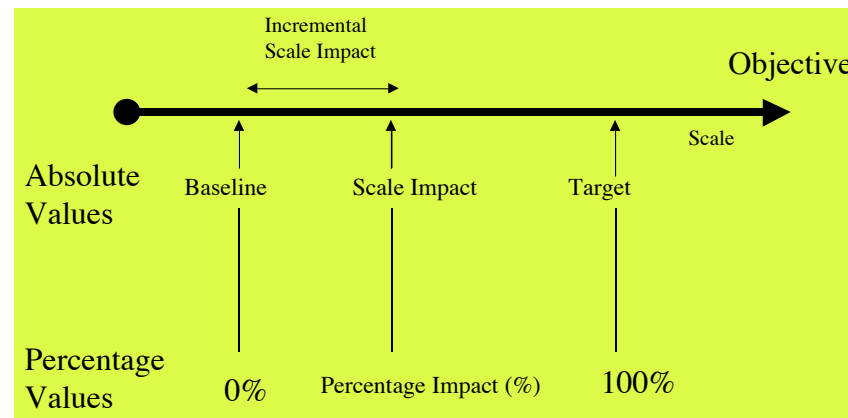 Incremental
Scale Impact
Objective
Scale
Absolute
Values
Baseline
Scale Impact
Target
Percentage
Values
0%
Percentage Impact (%)
100%